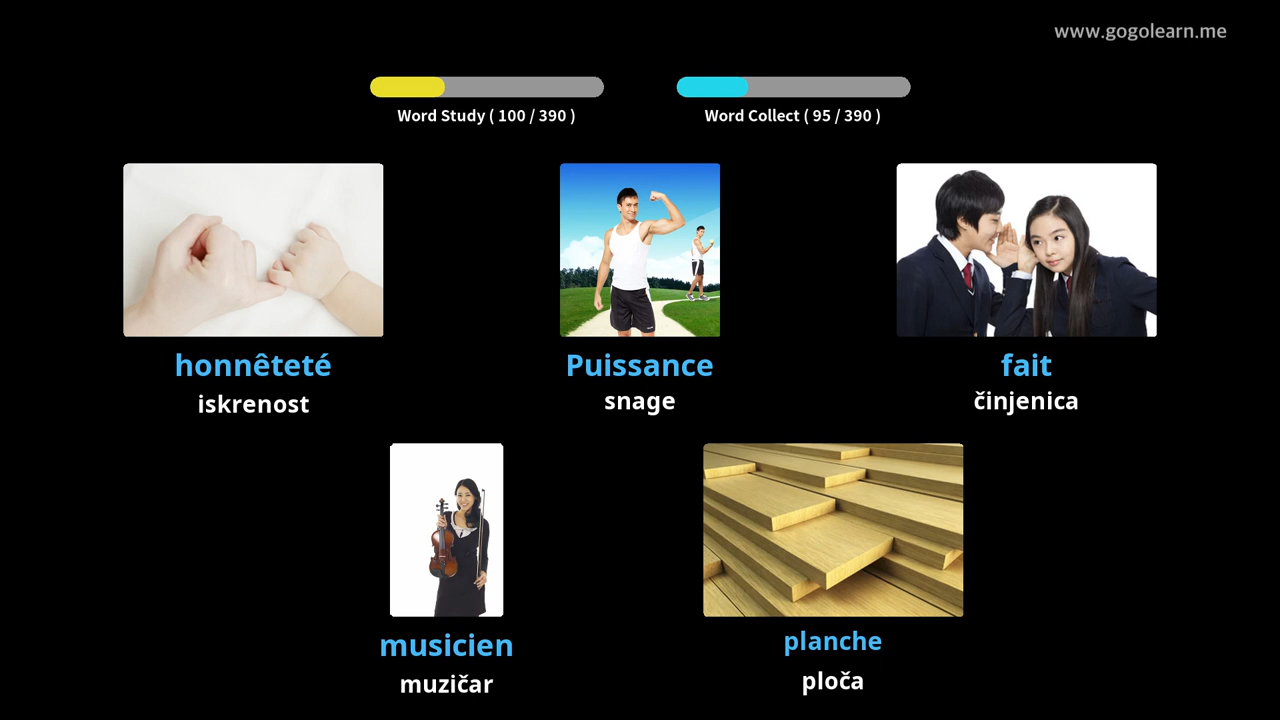 www.gogolearn.me
Word Study ( 100 / 390 )
Word Collect ( 95 / 390 )
honnêteté
iskrenost
Puissance
snage
fait
činjenica
musicien
muzičar
planche
ploča